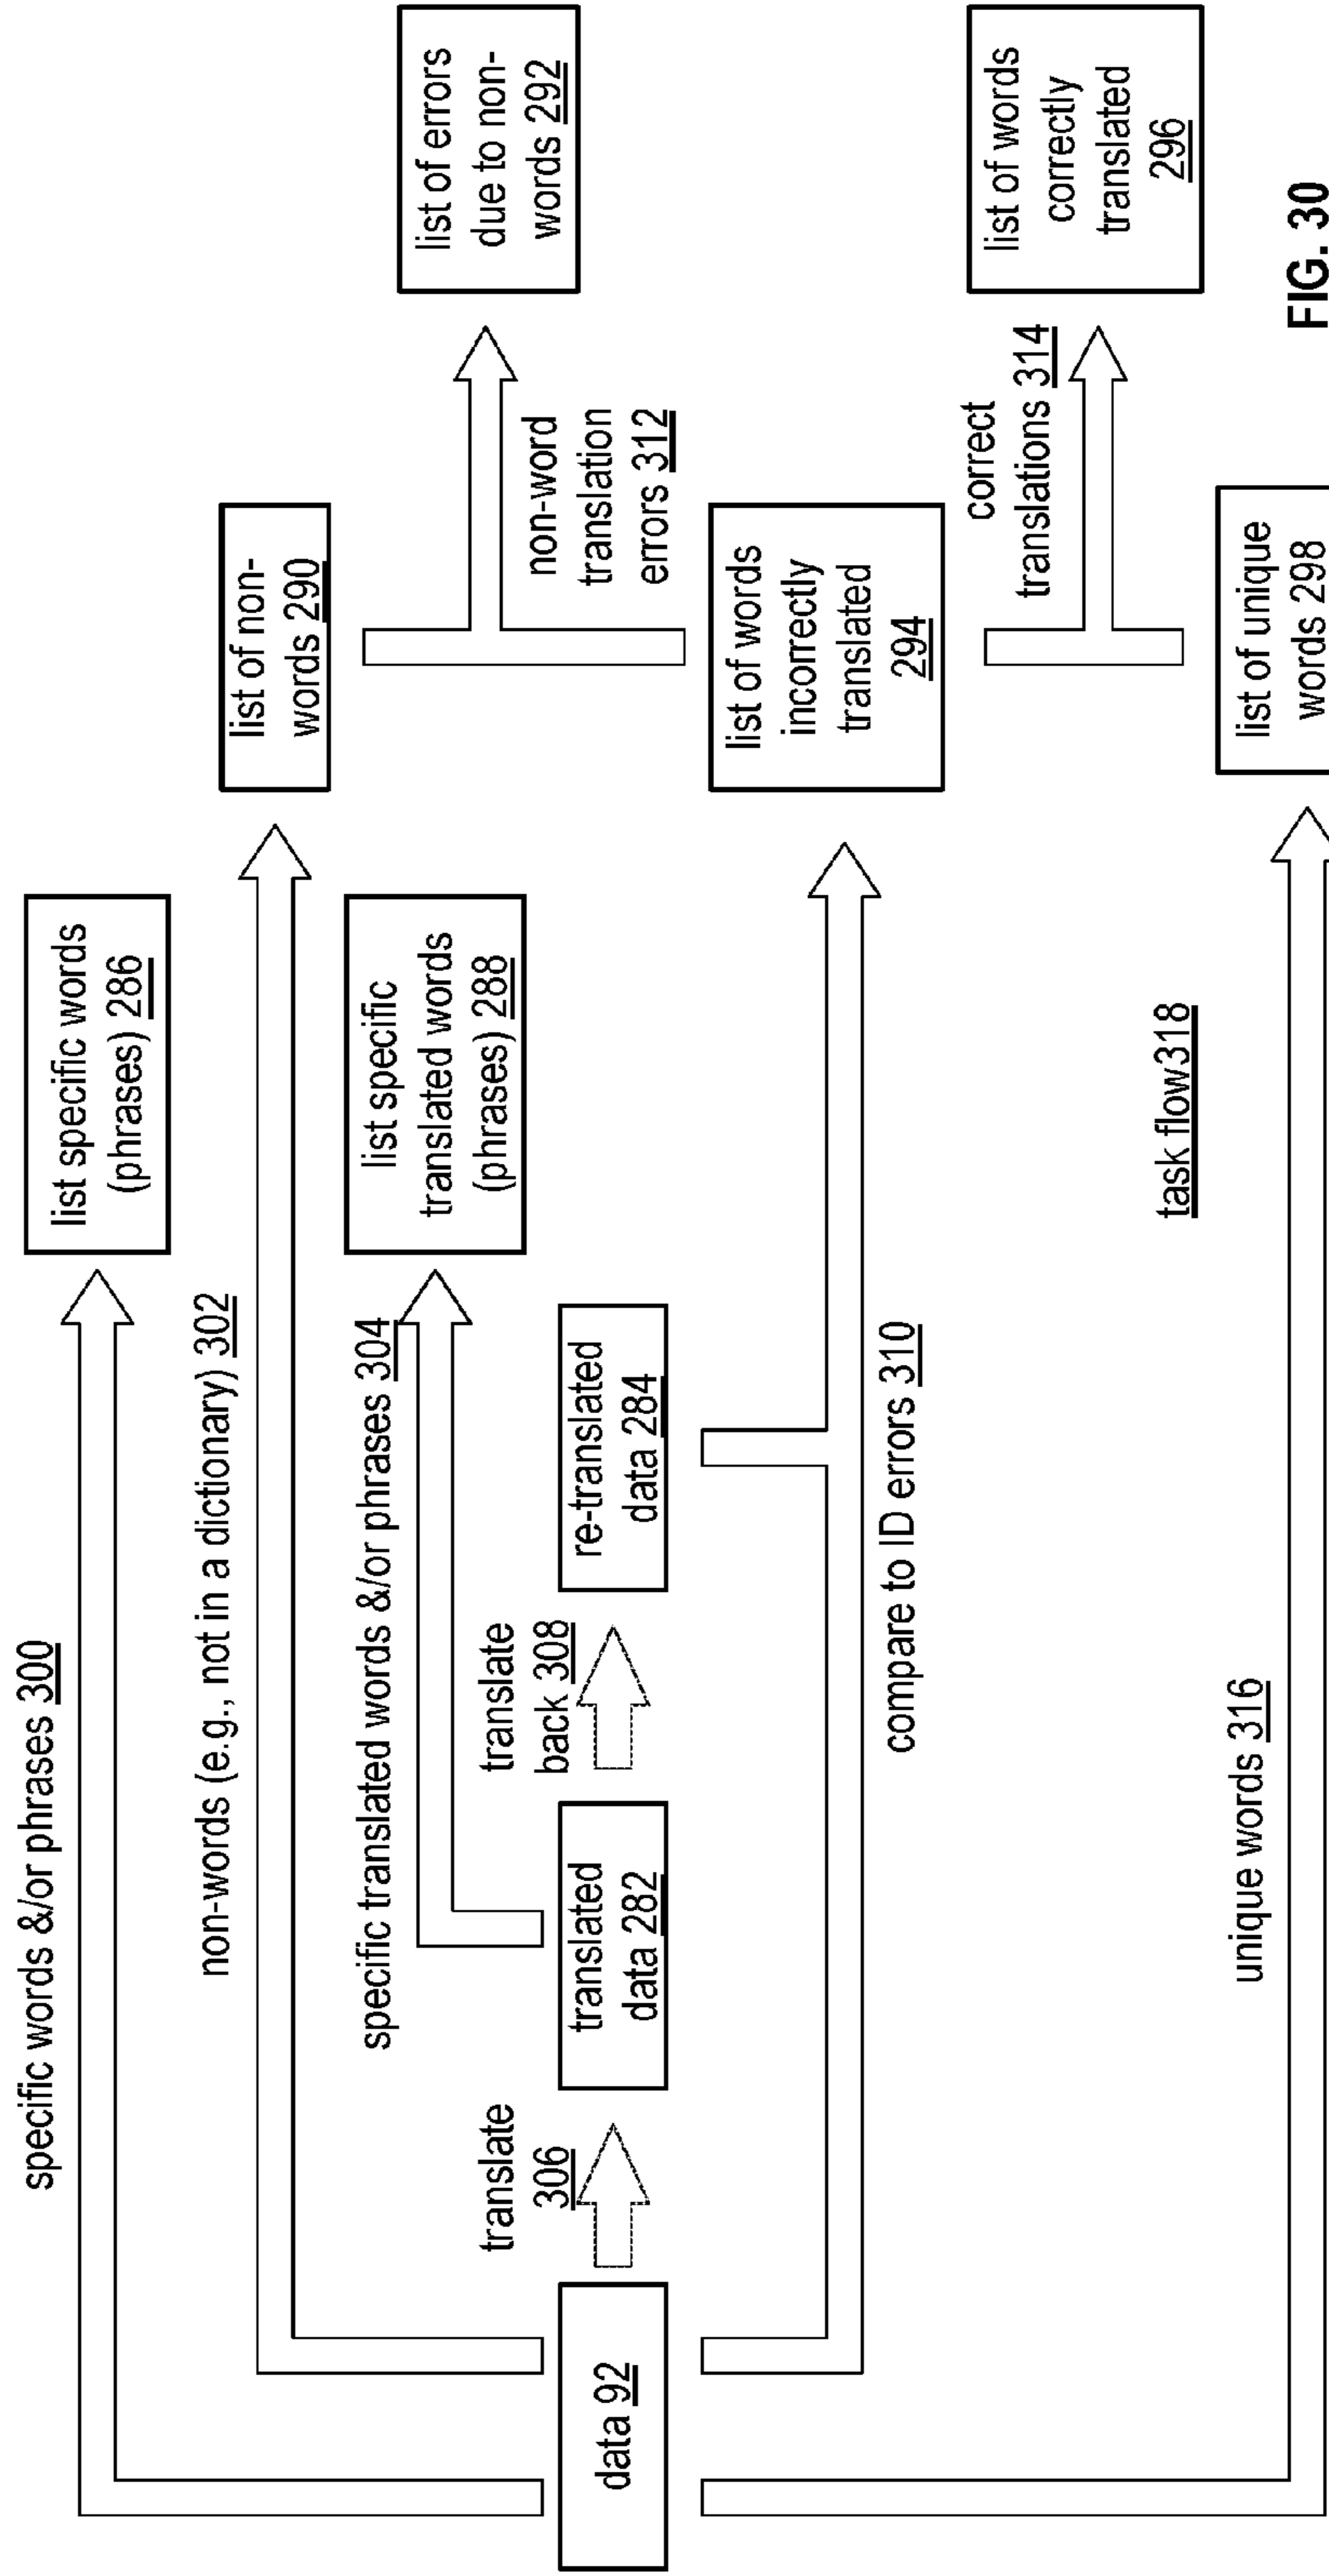 specific words &/or phrases 300
list specific words
(phrases) 286
non-words (e.g., not in a dictionary) 302
list of non-
words 290
specific translated words &/or phrases 304
list specific
translated words
(phrases) 288
list of errors
due to non-
words 292
non-word
translation
errors 312
data 92
translate
306
translated
data 282
translate
back 308
re-translated
data 284
compare to ID errors 310
list of words
incorrectly
translated
294
correct
translations 314
list of words
correctly
translated
296
task flow318
unique words 316
list of unique
words 298
FIG. 30